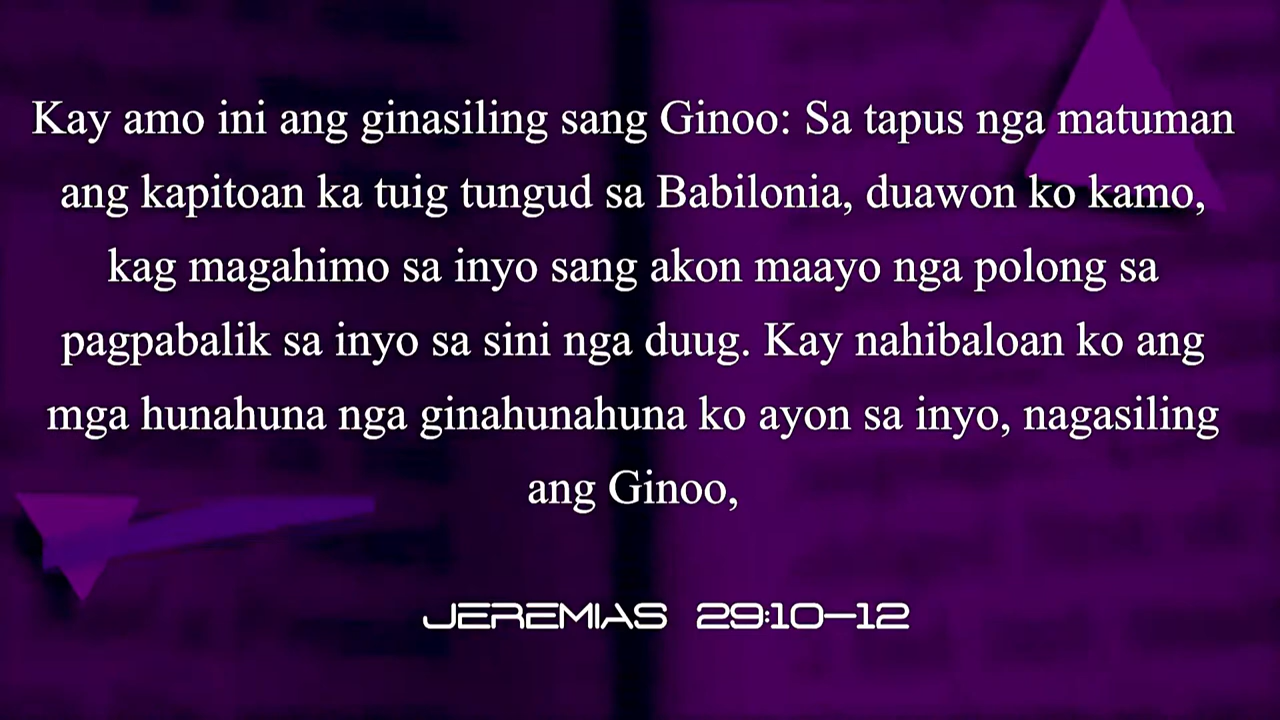 Kay amo ini ang ginasiling sang Ginoo: Sa tapus nga matuman
ang kapitoan ka tuig tungud sa Babilonia, duawon ko kamo,
kag magahimo sa inyo sang akon maayo nga polong sa
pagpabalik sa inyo sa sini nga duug. Kay nahibaloan ko ang
mga hunahuna nga ginahunahuna ko ayon sa inyo, nagasiling
ang Ginoo,
JEREMIAS 29:10-12